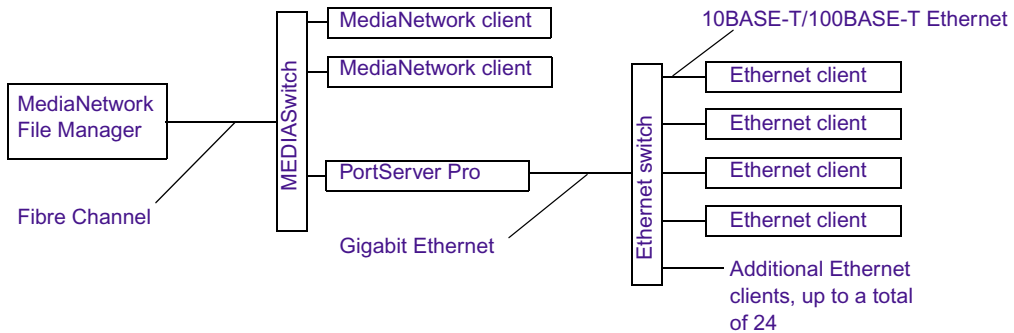 10BASE-T/100BASE-T Ethernet
MediaNetwork client
MediaNetwork client
MediaNetwork
File Manager
MEDIASwitch
PortServer Pro
Fibre Channel
Gigabit Ethernet
Ethernet switch
Ethernet client
Ethernet client
Ethernet client
Ethernet client
Additional Ethernet
clients, up to a total
of 24